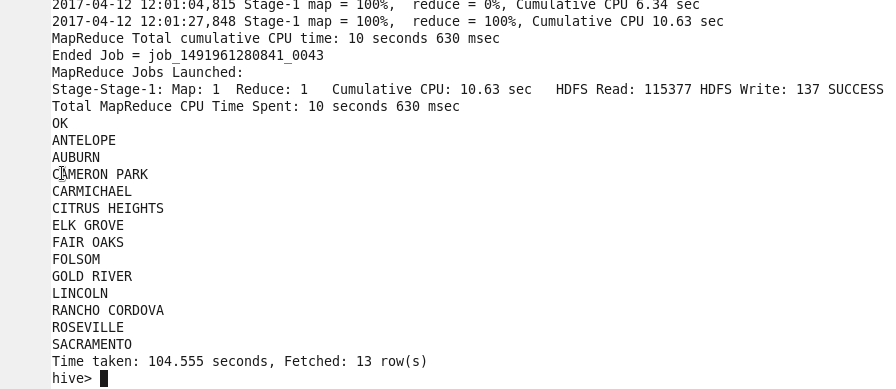 2017-04-12 12:01:04,815 Stage-1 map = 100%,  reduce = 0%, Cumulative CPU 6.34 sec
2017-04-12 12:01:27,848 Stage-1 map = 100%,  reduce = 100%, Cumulative CPU 10.63 sec
MapReduce Total cumulative CPU time: 10 seconds 630 msec
Ended Job = job_1491961280841_0043
MapReduce Jobs Launched:
Stage-Stage-1: Map: 1  Reduce: 1   Cumulative CPU: 10.63 sec   HDFS Read: 115377 HDFS Write: 137 SUCCESS
Total MapReduce CPU Time Spent: 10 seconds 630 msec
OK
ANTELOPE
AUBURN
CAMERON PARK
CARMICHAEL
CITRUS HEIGHTS
ELK GROVE
FAIR OAKS
FOLSOM
GOLD RIVER
LINCOLN
RANCHO CORDOVA
ROSEVILLE
SACRAMENTO
Time taken: 104.555 seconds, Fetched: 13 row(s)
hive>